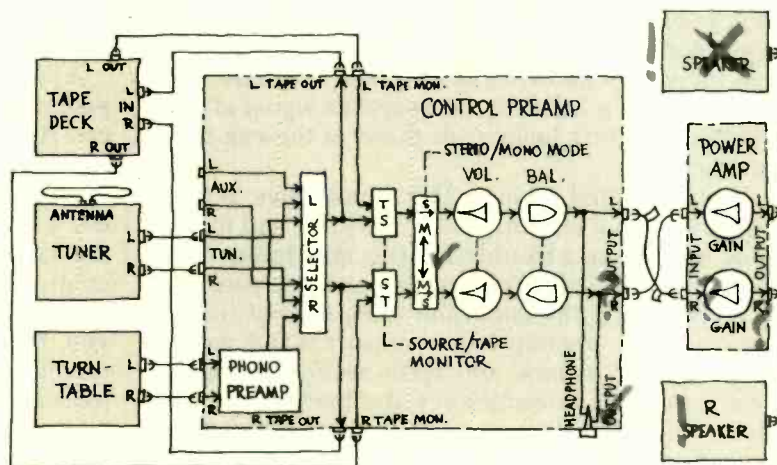 L OUT
TAPE DECK
L
IN
R
R OUT
ANTENNA
TUNER
L
R
TURN-
TABLE
L
R
L TAPE OUT
L TAPE MON.
CONTROL PREAMP
STEREO/MONO MODE
VOL.
BAL.
L
AUX.
R
L
TUN.
R
L
SELECTOR
R
T
S
S
T
S
M
M
S
SOURCE/TAPE
MONITOR
L
PHONO
PREAMP
R
R TAPE OUT
R TAPE MON.
HEADPHONE
OUTPUT
L
OUTPUT
R
SPEAKER
POWER
AMP
L
INPUT
R
GAIN
GAIN
L
OUTPUT
R
SPEAKER